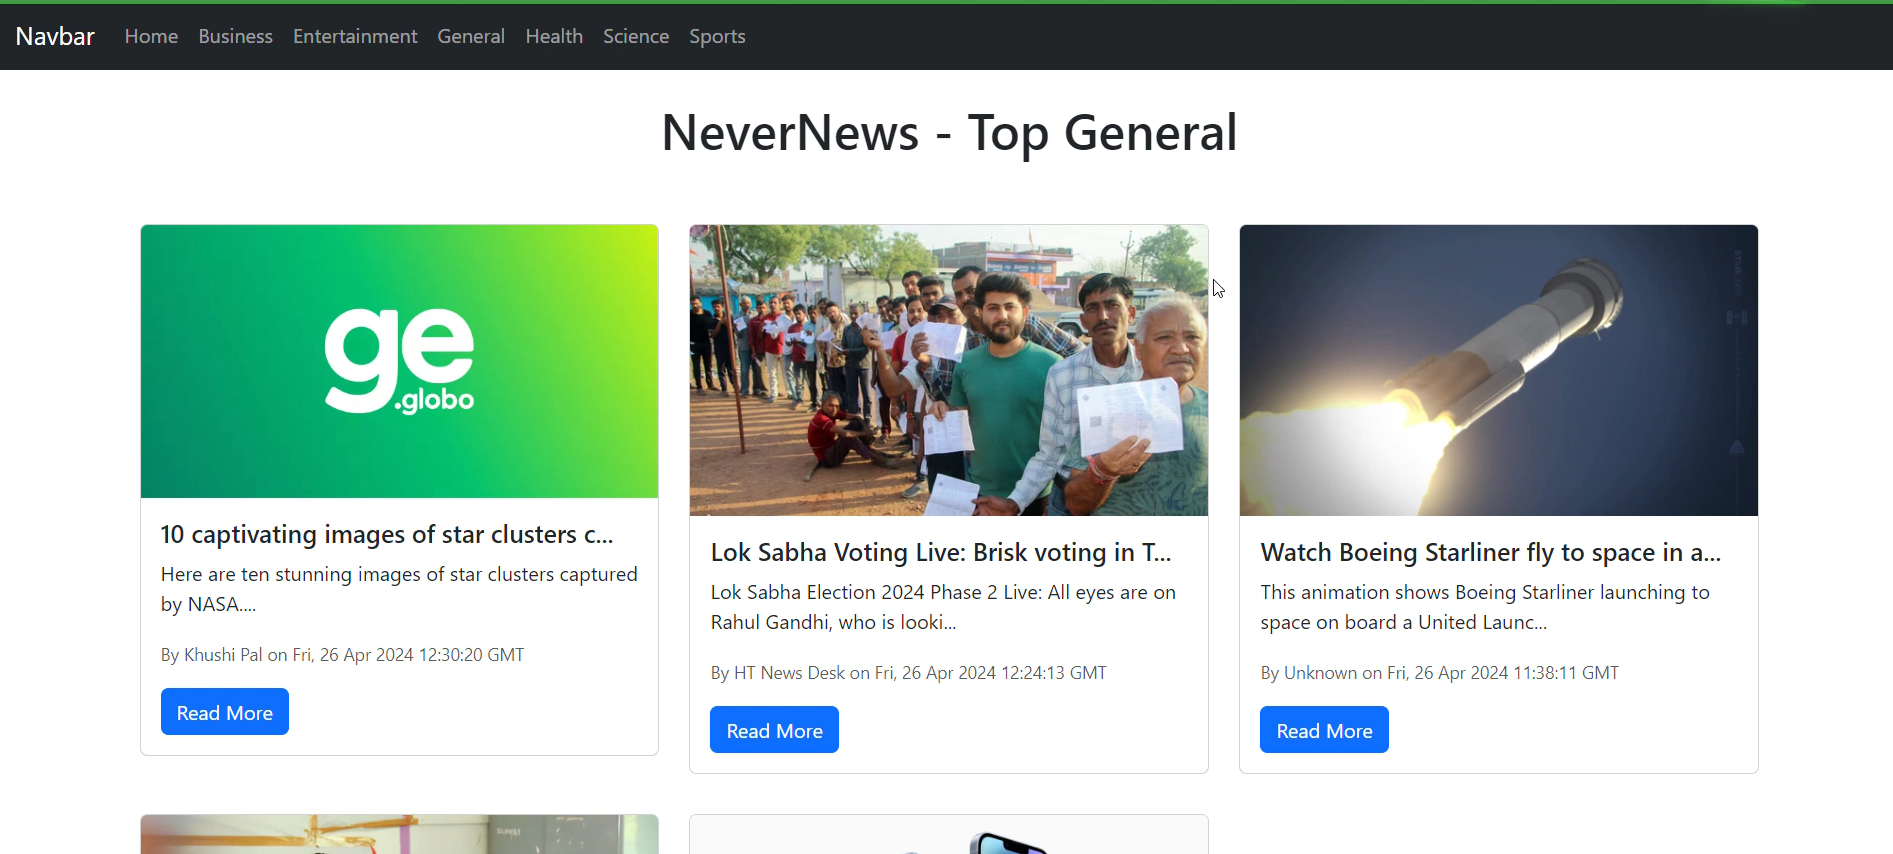 Navbar Home Business Entertainment General Health Science Sports
NeverNews - Top General
ge
.globo
10 captivating images of star clusters c...
Here are ten stunning images of star clusters captured
by NASA....
By Khushi Pal on Fri, 26 Apr 2024 12:30:20 GMT
Read More
Lok Sabha Voting Live: Brisk voting in T...
Lok Sabha Election 2024 Phase 2 Live: All eyes are on
Rahul Gandhi, who is looki...
By HT News Desk on Fri, 26 Apr 2024 12:24:13 GMT
Read More
Watch Boeing Starliner fly to space in a...
This animation shows Boeing Starliner launching to
space on board a United Launc...
By Unknown on Fri, 26 Apr 2024 11:38:11 GMT
Read More